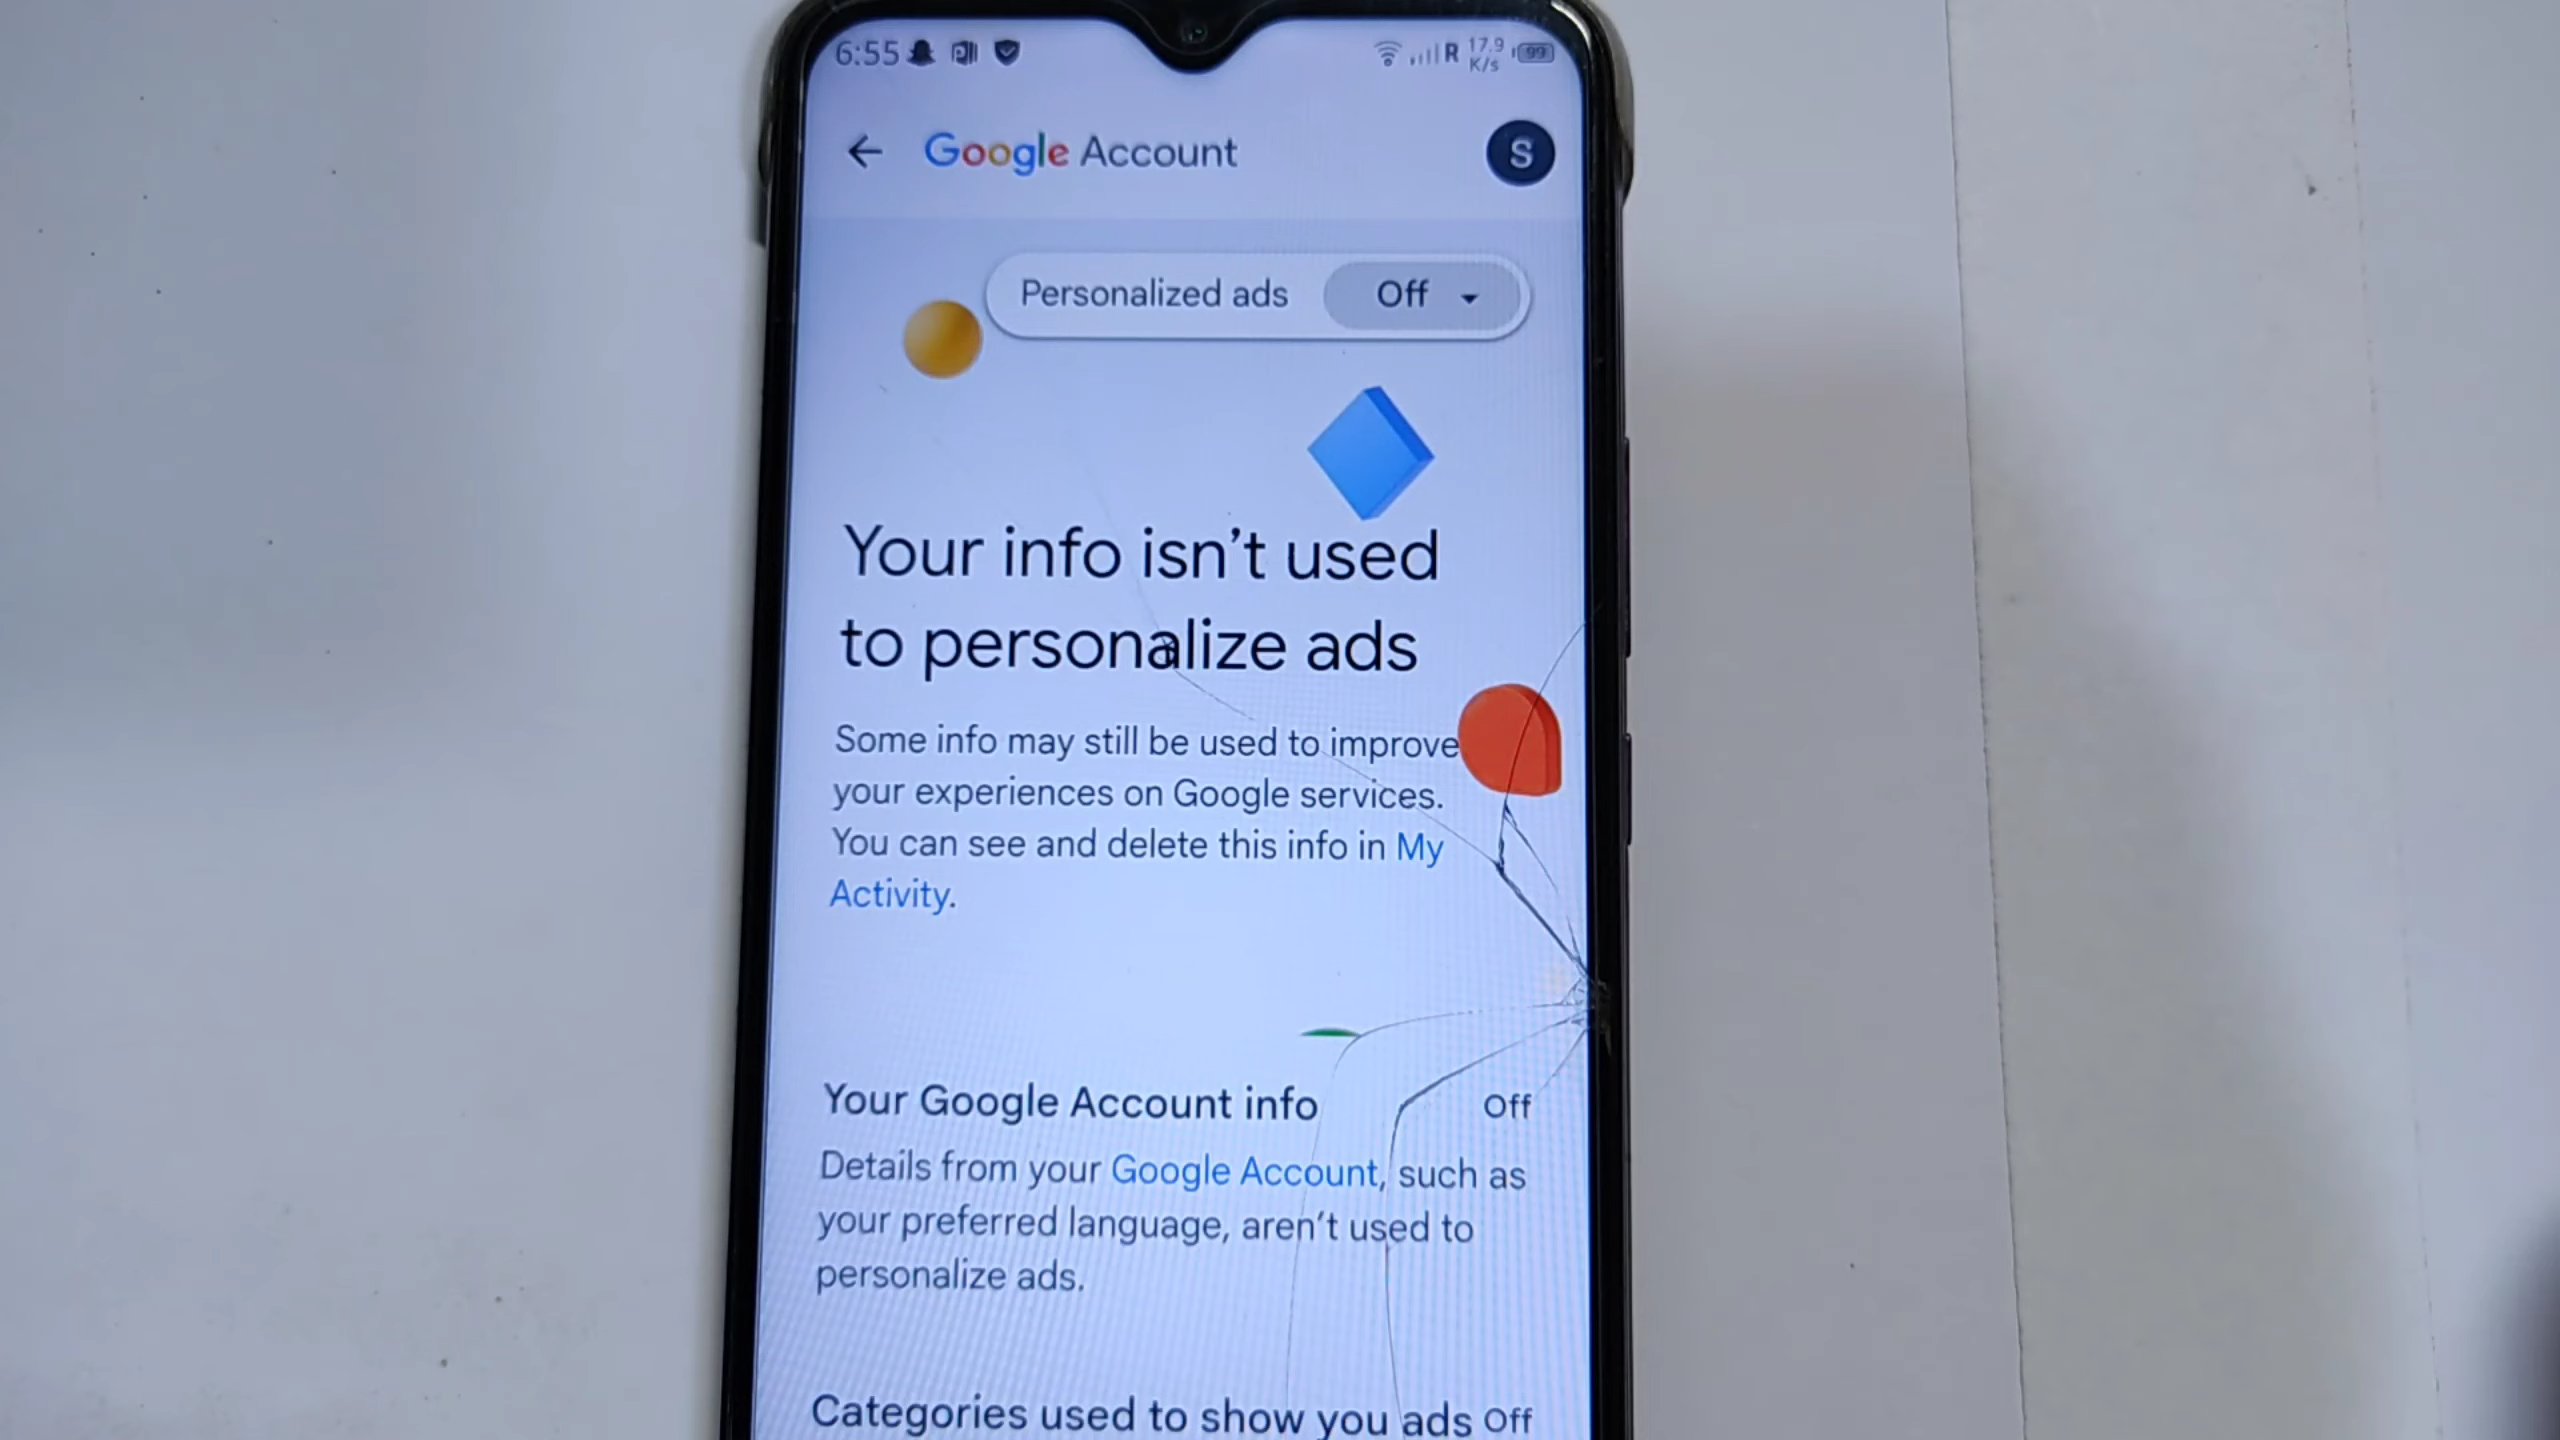 6:55 R 17.9 K/s 99
Google Account S
Personalized ads Off
Your info isn’t used
to personalize ads
Some info may still be used to improve
your experiences on Google services.
You can see and delete this info in My
Activity.
Your Google Account info Off
Details from your Google Account, such as
your preferred language, aren’t used to
personalize ads.
Categories used to show you ads Off